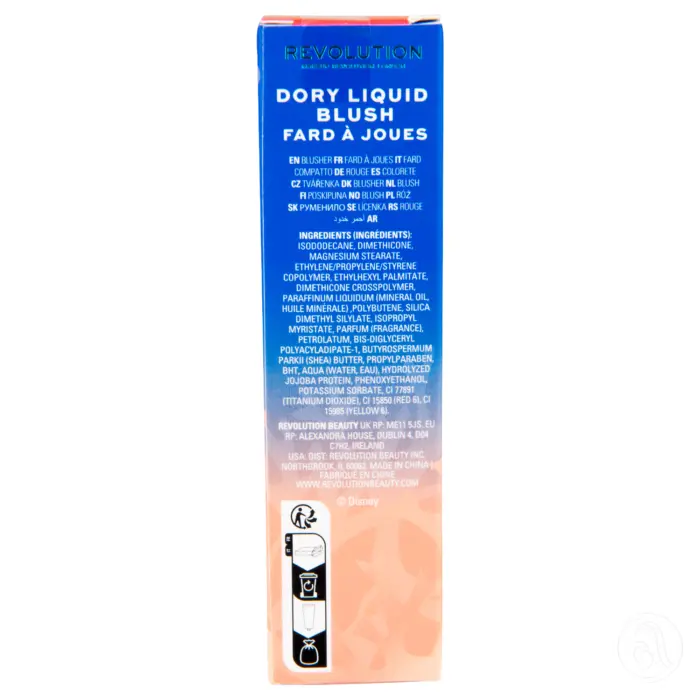 REVOLUTION
DORY LIQUID
BLUSH
FARD À JOUES
EN BLUSHER FR FARD À JOUES IT FARD
COMPATTO DE ROUGE ES COLORETE
CZ TVÁŘENKA DK BLUSHER NL BLUSH
FI POSKIPUNA NO BLUSH PL RÓŻ
SK РУМЕНИЛО SE LÍCENKA RS ROUGE
أحمر خدود AR
INGREDIENTS (INGRÉDIENTS):
ISODODECANE, DIMETHICONE,
MAGNESIUM STEARATE,
ETHYLENE/PROPYLENE/STYRENE
COPOLYMER, ETHYLHEXYL PALMITATE,
DIMETHICONE CROSSPOLYMER,
PARAFFINUM LIQUIDUM (MINERAL OIL,
HUILE MINÉRALE) ,POLYBUTENE, SILICA
DIMETHYL SILYLATE, ISOPROPYL
MYRISTATE, PARFUM (FRAGRANCE),
PETROLATUM, BIS-DIGLYCERYL
POLYACYLADIPATE-1, BUTYROSPERMUM
PARKII (SHEA) BUTTER, PROPYLPARABEN,
BHT, AQUA (WATER, EAU), HYDROLYZED
JOJOBA PROTEIN, PHENOXYETHANOL,
POTASSIUM SORBATE, CI 77891
(TITANIUM DIOXIDE), CI 15850 (RED 6), CI
15985 (YELLOW 6).
REVOLUTION BEAUTY UK RP: ME11 5JS. EU
RP: ALEXANDRA HOUSE, DUBLIN 4, D04
C7H2, IRELAND
USA: DIST: REVOLUTION BEAUTY INC.
NORTHBROOK, IL 60062. MADE IN CHINA |
FABRIQUÉ EN CHINE
WWW.REVOLUTIONBEAUTY.COM
© Disney
IT FR